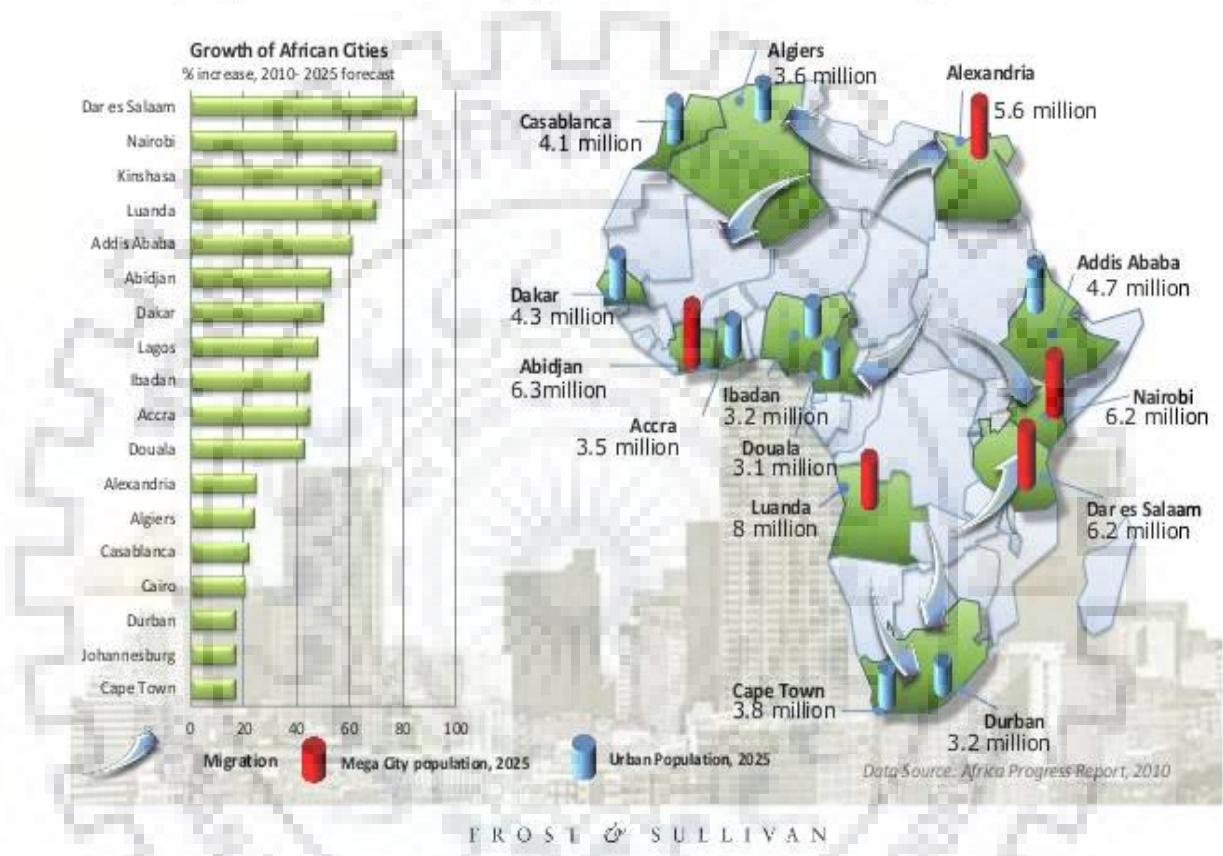 Growth of African Cities
% increase, 2010- 2025 forecast
Dar es Salaam
Nairobi
Kinshasa
Luanda
Addis Ababa
Abidjan
Dakar
Lagos
Ibadan
Accra
Douala
Alexandria
Algiers
Casablanca
Cairo
Durban
Johannesburg
Cape Town
0 20 40 60 80 100
Algiers
3.6 million
Alexandria
5.6 million
Casablanca
4.1 million
Addis Ababa
4.7 million
Dakar
4.3 million
Abidjan
6.3million
Ibadan
3.2 million
Nairobi
6.2 million
Accra
3.5 million
Douala
3.1 million
Luanda
8 million
Dar es Salaam
6.2 million
Cape Town
3.8 million
Durban
3.2 million
Migration
Mega City population, 2025
Urban Population, 2025
Data Source: Africa Progress Report, 2010
FROST & SULLIVAN